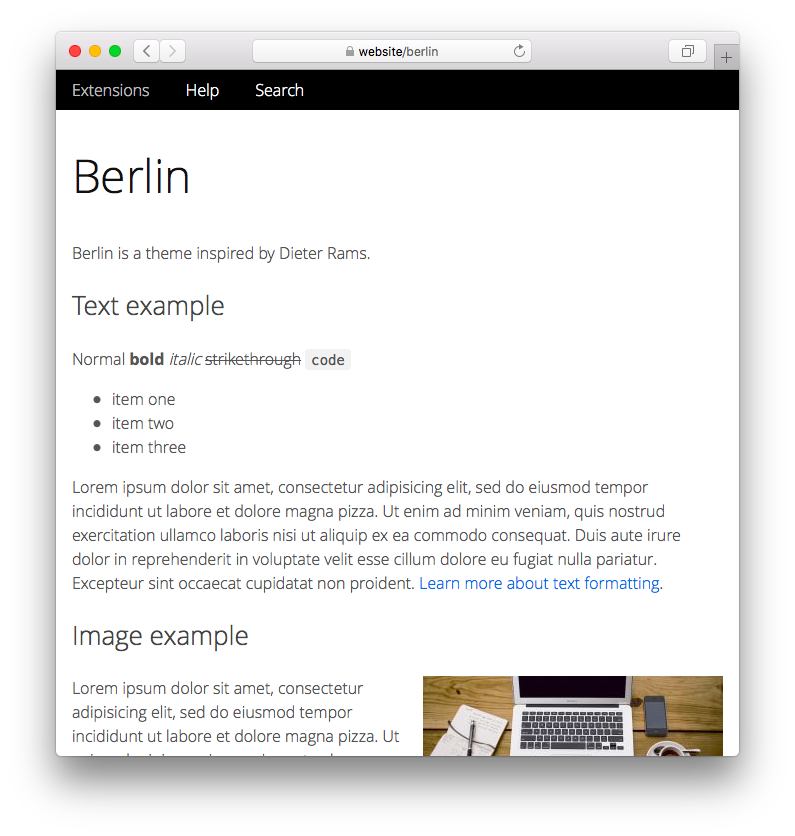 website/berlin
Extensions Help Search
Berlin
Berlin is a theme inspired by Dieter Rams.
Text example
Normal bold italic strikethrough code
item one
item two
item three
Lorem ipsum dolor sit amet, consectetur adipisicing elit, sed do eiusmod tempor
incididunt ut labore et dolore magna pizza. Ut enim ad minim veniam, quis nostrud
exercitation ullamco laboris nisi ut aliquip ex ea commodo consequat. Duis aute irure
dolor in reprehenderit in voluptate velit esse cillum dolore eu fugiat nulla pariatur.
Excepteur sint occaecat cupidatat non proident. Learn more about text formatting.
Image example
Lorem ipsum dolor sit amet, consectetur
adipisicing elit, sed do eiusmod tempor
incididunt ut labore et dolore magna pizza. Ut